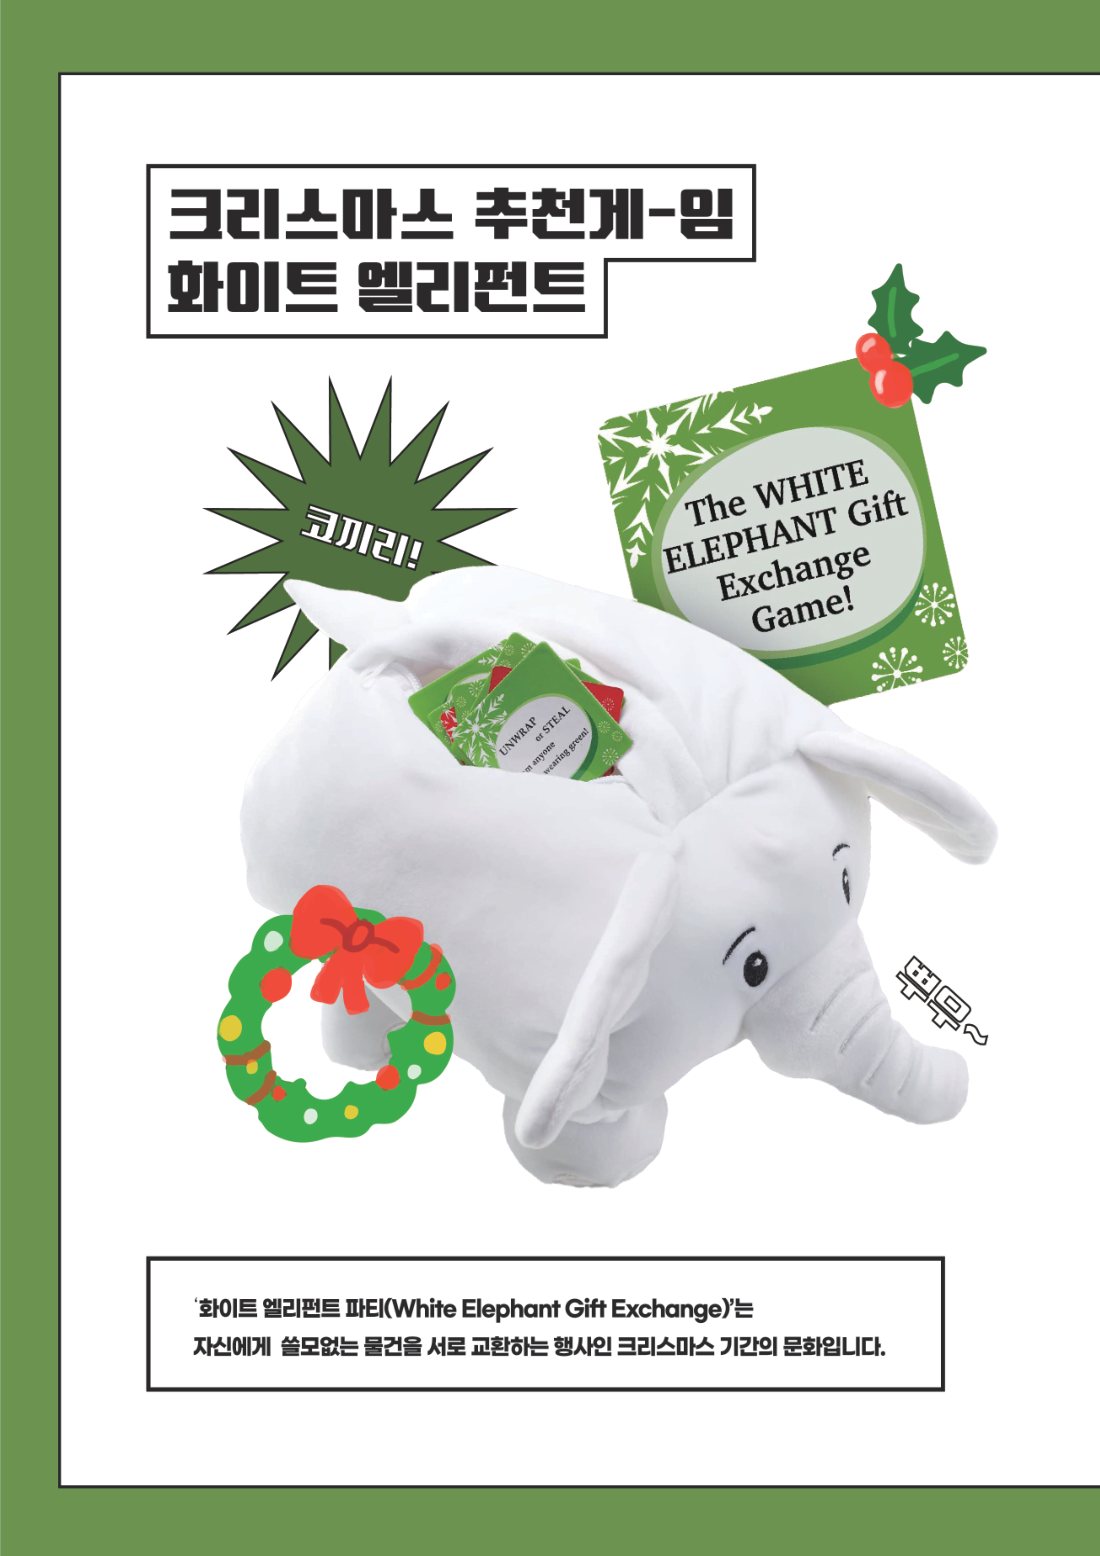 크리스마스 추천게-임
화이트 엘리펀트
코끼리!
The WHITE
ELEPHANT Gift
Exchange
Game!
UNWRAP
or STEAL
anyone
wearing green!
뿌우~
'화이트 엘리펀트 파티(White Elephant Gift Exchange)'는
자신에게 쓸모없는 물건을 서로 교환하는 행사인 크리스마스 기간의 문화입니다.